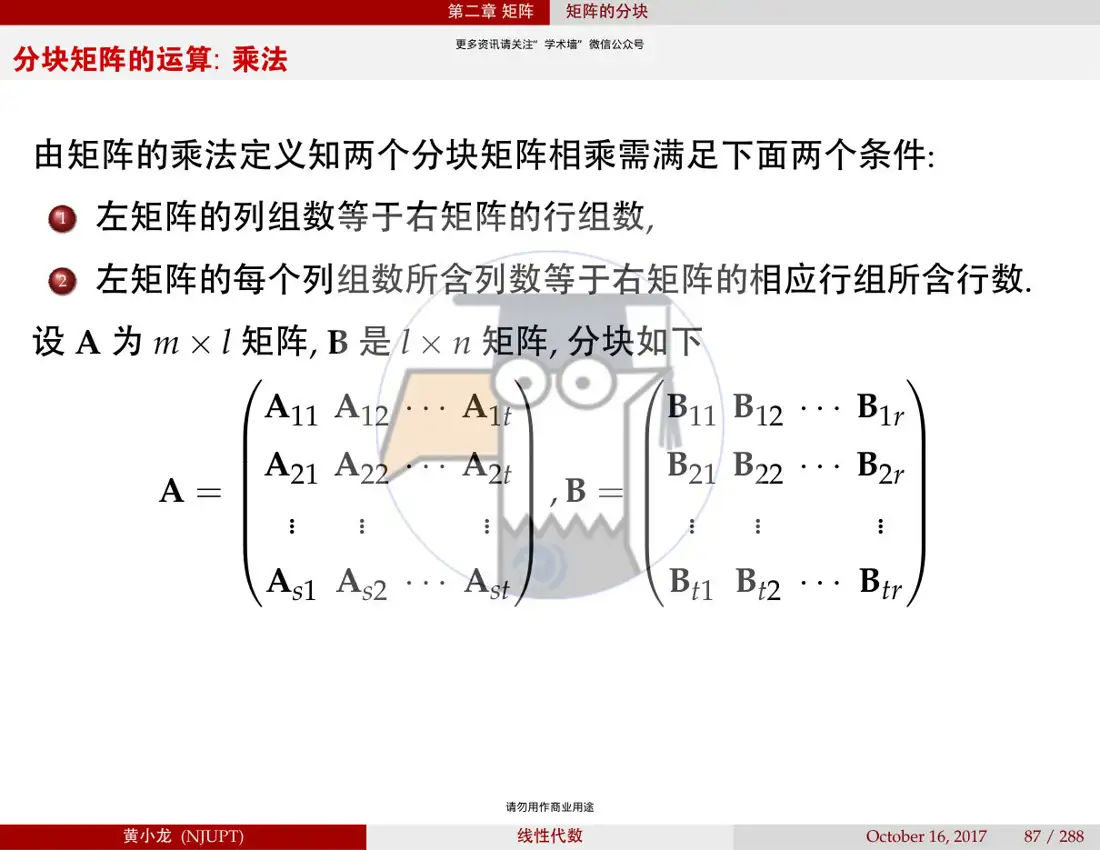 第二章 矩阵 矩阵的分块
更多资讯请关注“学术墙”微信公众号
分块矩阵的运算: 乘法
由矩阵的乘法定义知两个分块矩阵相乘需满足下面两个条件:
1 左矩阵的列组数等于右矩阵的行组数,
2 左矩阵的每个列组数所含列数等于右矩阵的相应行组所含行数.
设 A 为 m × l 矩阵, B 是 l × n 矩阵, 分块如下
A11 A12 ··· A1t B11 B12 ··· B1r
A21 A22 ··· A2t B21 B22 ··· B2r
A = , B =
⋮ ⋮ ⋮ ⋮ ⋮ ⋮
As1 As2 ··· Ast Bt1 Bt2 ··· Btr
请勿用作商业用途
黄小龙 (NJUPT) 线性代数 October 16, 2017 87 / 288